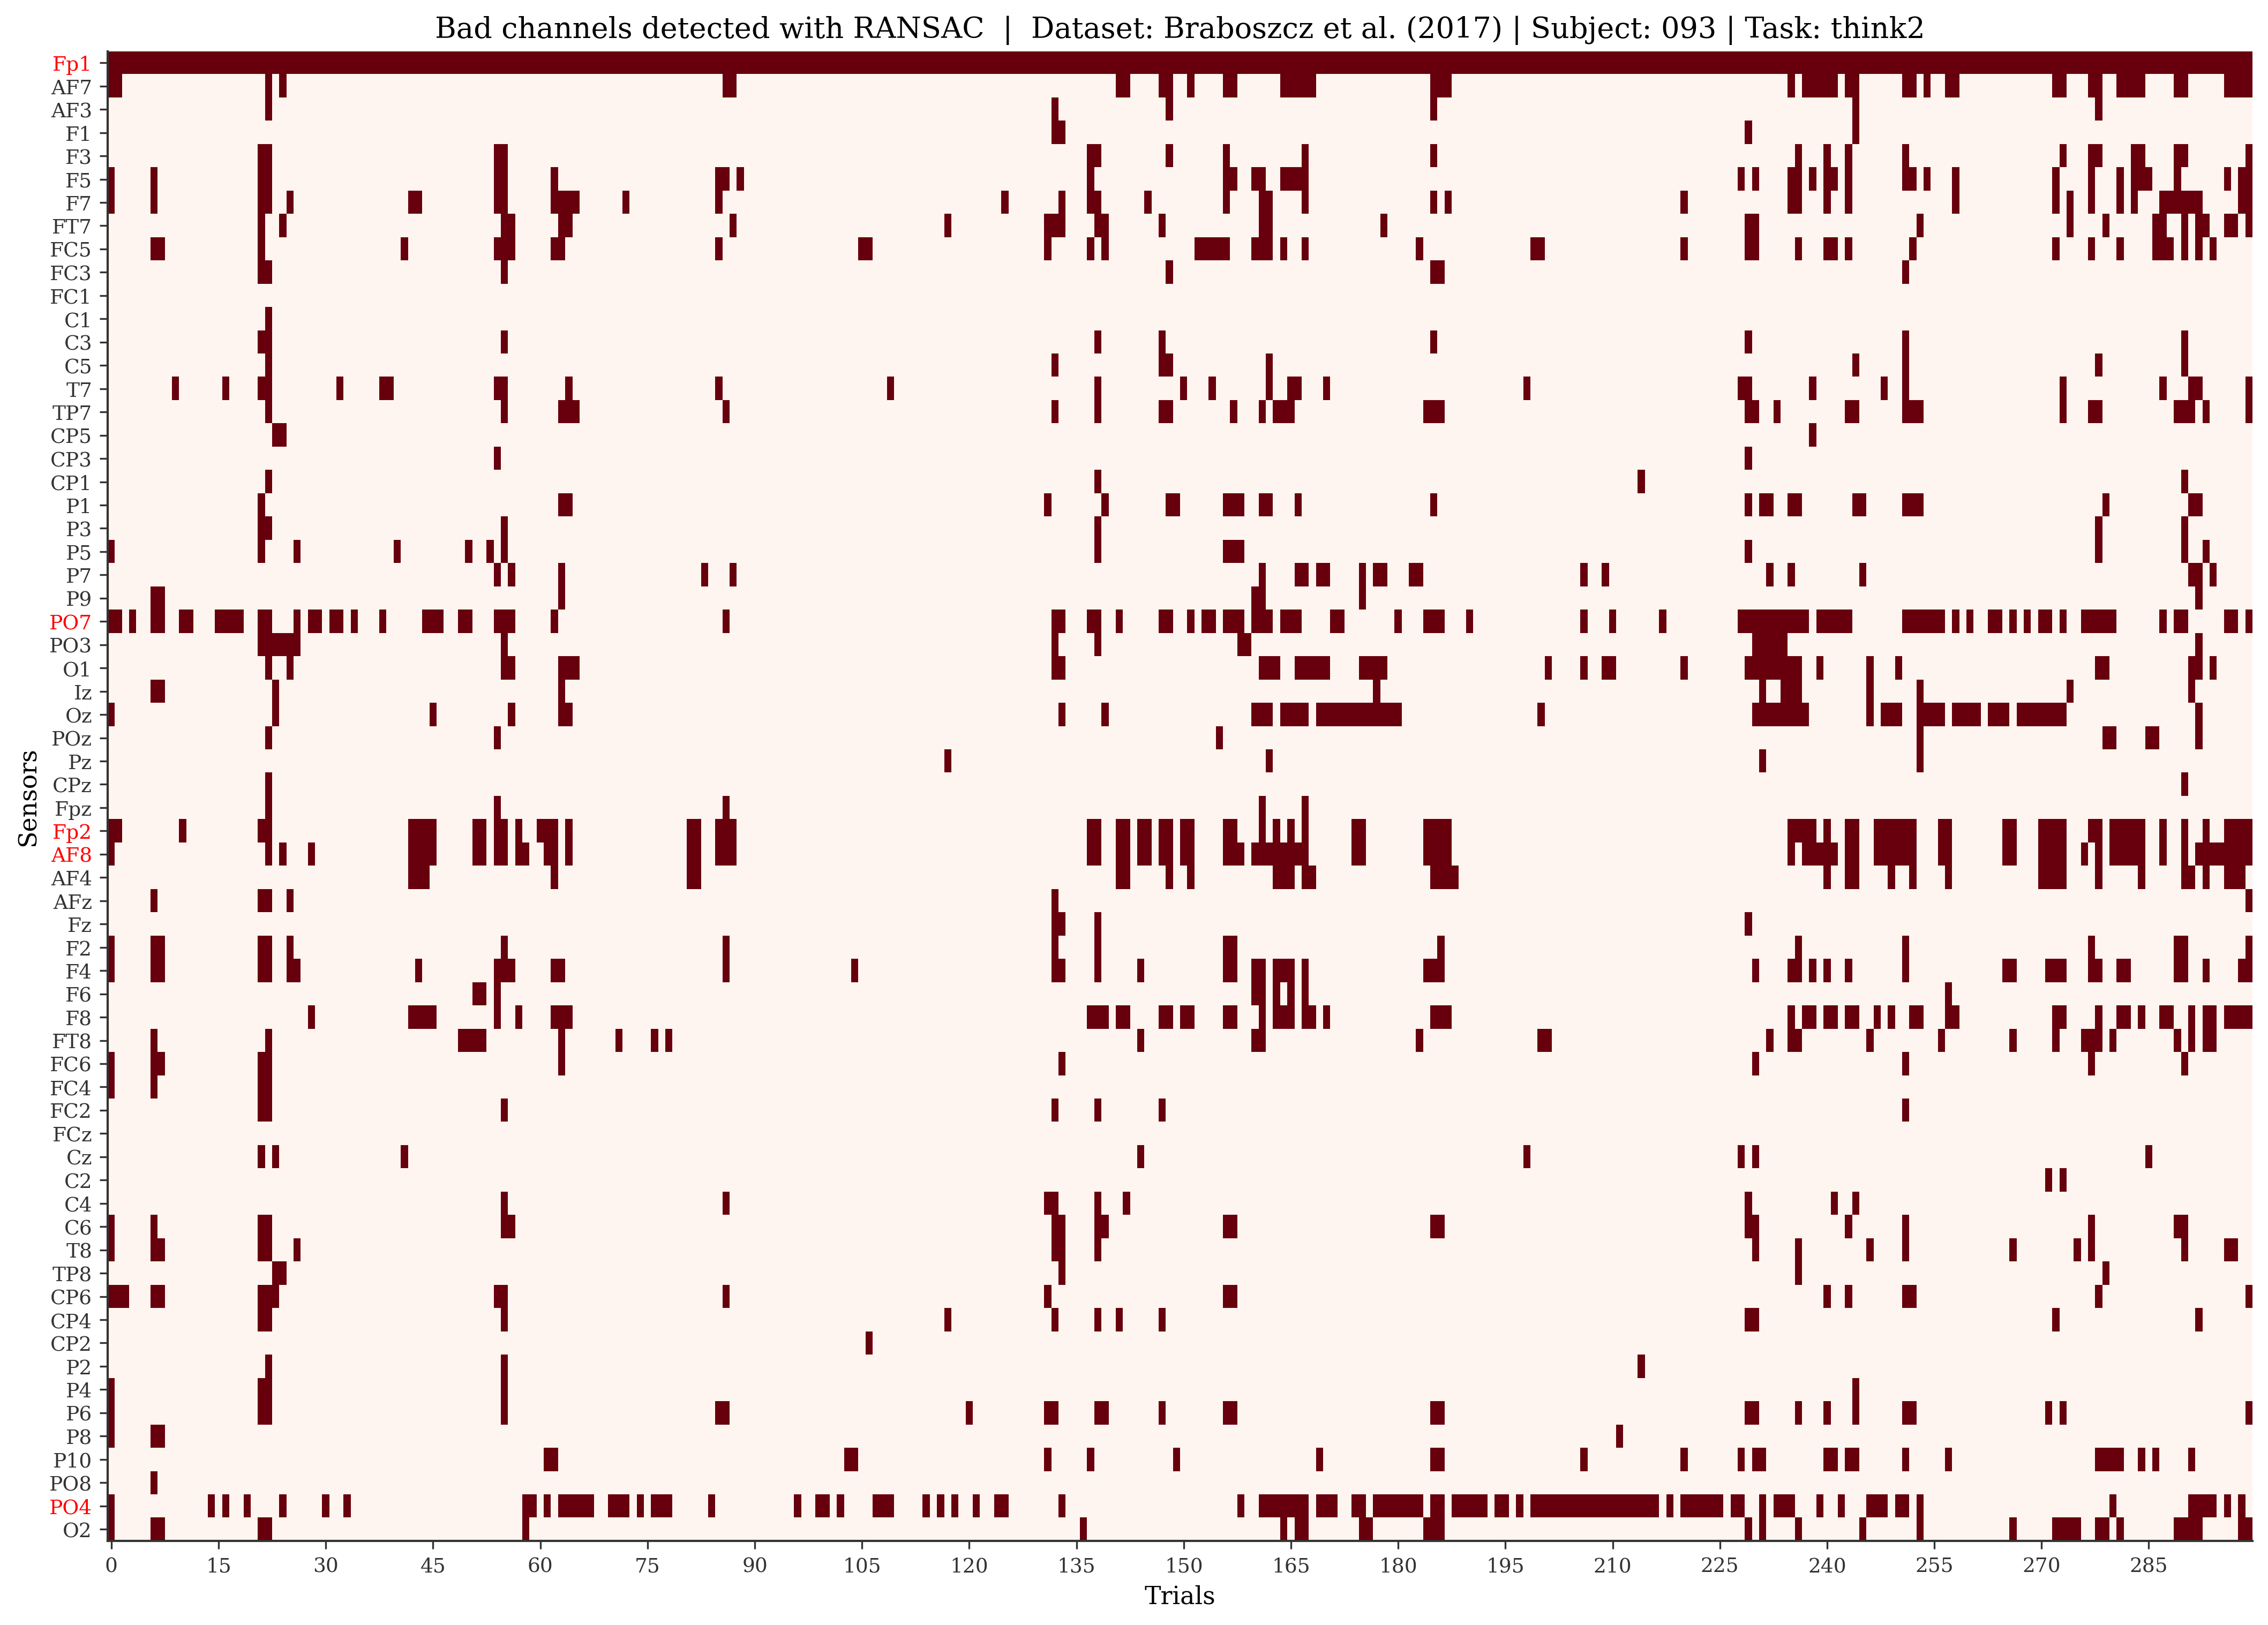 Bad channels detected with RANSAC | Dataset: Braboszcz et al. (2017) | Subject: 093 | Task: think2
Sensors
Fp1
AF7
AF3
F1
F3
F5
F7
FT7
FC5
FC3
FC1
C1
C3
C5
T7
TP7
CP5
CP3
CP1
P1
P3
P5
P7
P9
PO7
PO3
O1
Iz
Oz
POz
Pz
CPz
Fpz
Fp2
AF8
AF4
AFz
Fz
F2
F4
F6
F8
FT8
FC6
FC4
FC2
FCz
Cz
C2
C4
C6
T8
TP8
CP6
CP4
CP2
P2
P4
P6
P8
P10
PO8
PO4
O2
0 15 30 45 60 75 90 105 120 135 150 165 180 195 210 225 240 255 270 285
Trials